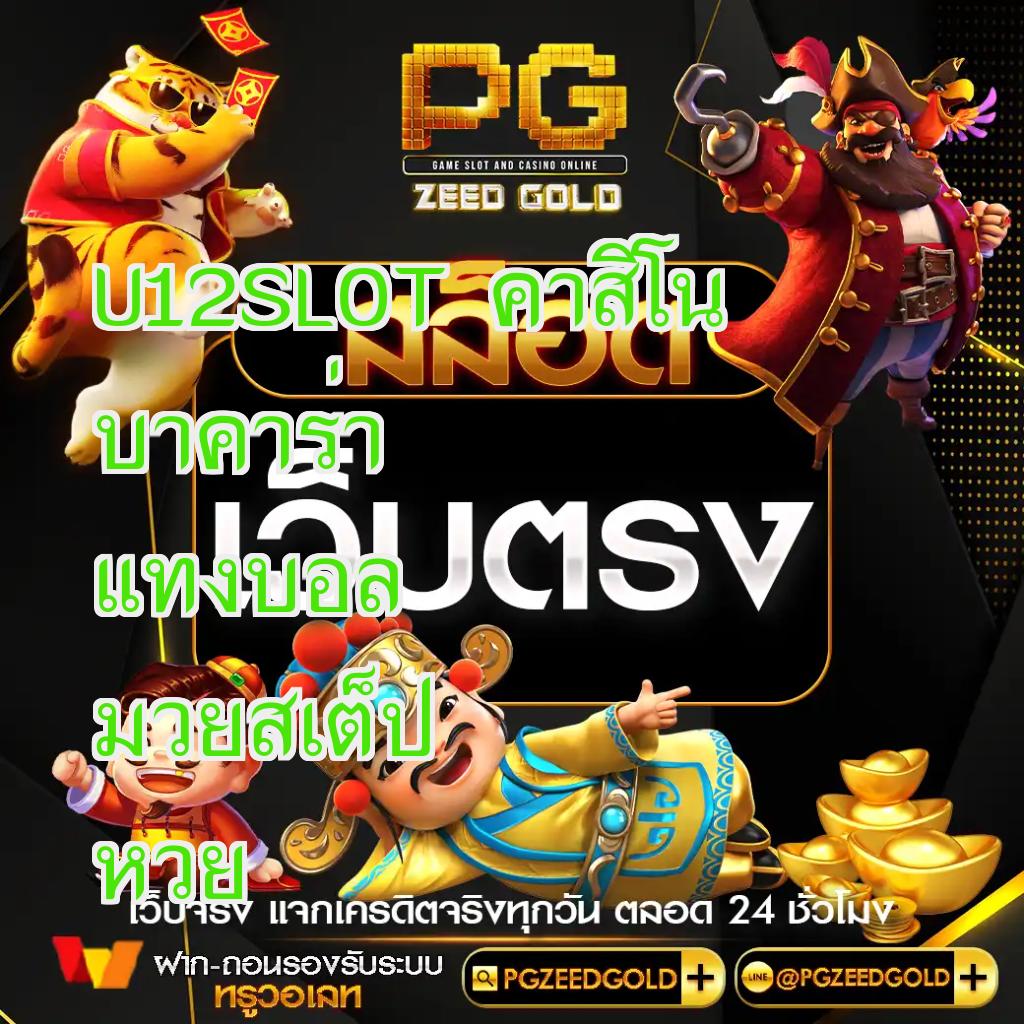 PG
GAME SLOT AND CASINO ONLINE
ZEED GOLD
U12SLOT คาสิโน
สล็อต
บาคาร่า
เว็บตรง
แทงบอล
มวยสเต็ป
หวย
เว็บจริง แจกเครดิตจริงทุกวัน ตลอด 24 ชั่วโมง
ฝาก-ถอนรองรับระบบ
ทรูวอเลท
PGZEEDGOLD +
LINE @PGZEEDGOLD +